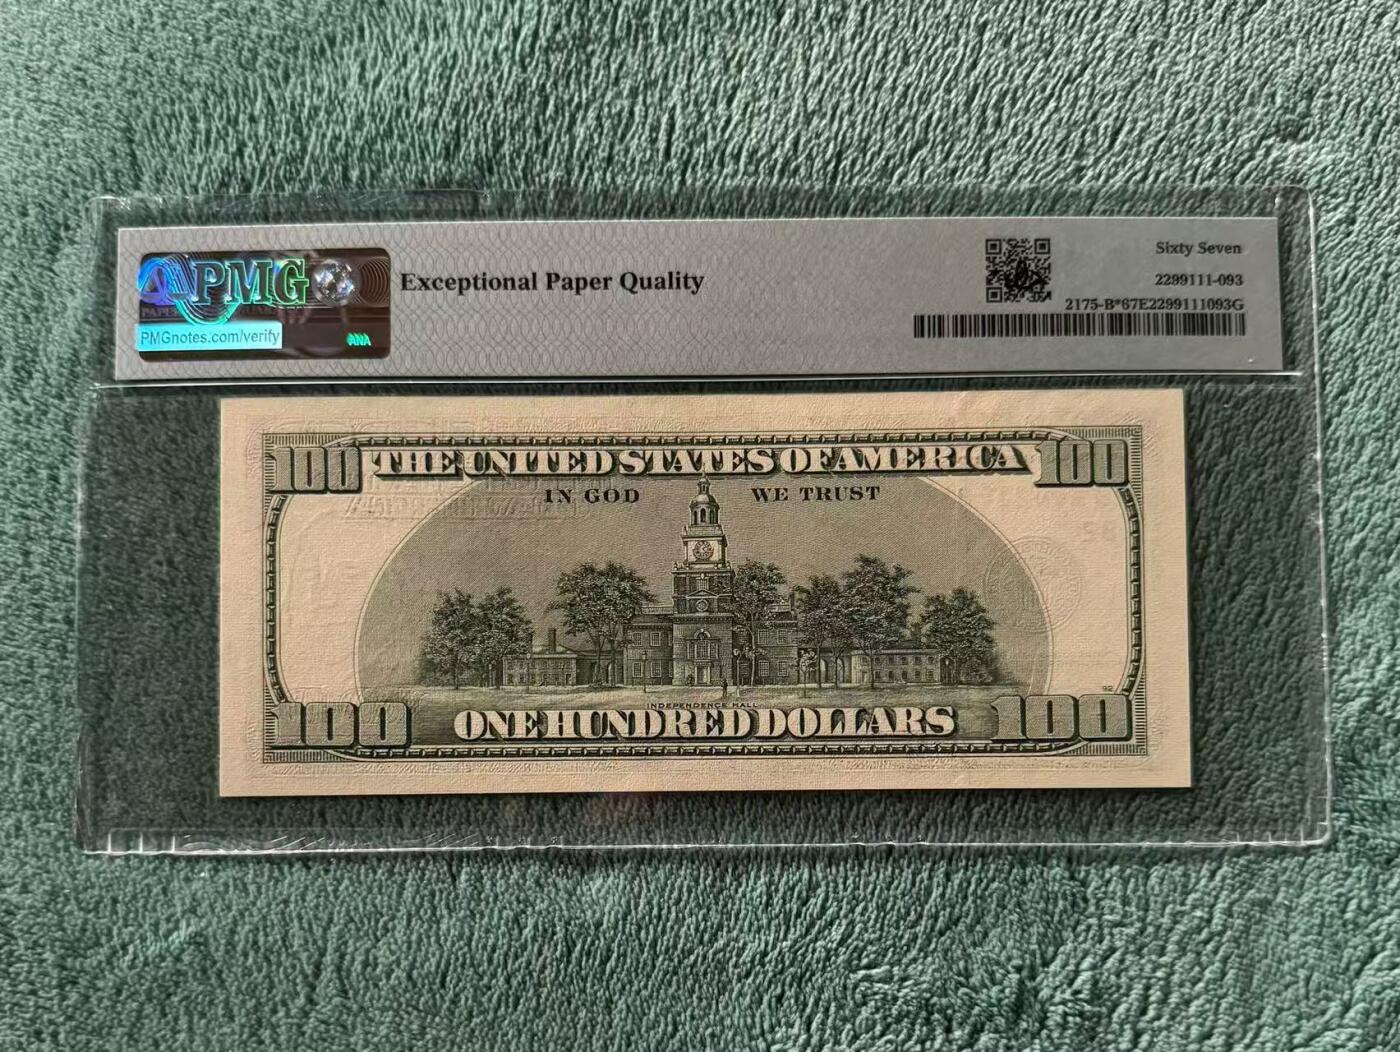 PMG
PMGnotes.com/verify
ANA
Exceptional Paper Quality
Sixty Seven
2299111-093
2175-B*67E2299111093G
100 THE UNITED STATES OF AMERICA 100
IN GOD WE TRUST
92
INDEPENDENCE HALL
100 ONE HUNDRED DOLLARS 100